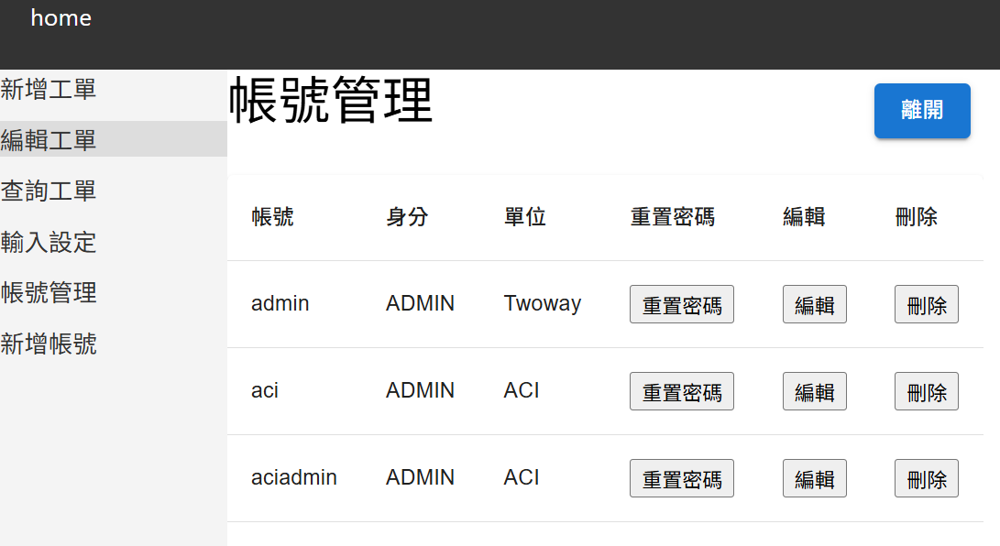 home
新增工單
編輯工單
查詢工單
輸入設定
帳號管理
新增帳號
帳號管理
離開
帳號 身分 單位 重置密碼 編輯 刪除
admin ADMIN Twoway 重置密碼 編輯 刪除
aci ADMIN ACI 重置密碼 編輯 刪除
aciadmin ADMIN ACI 重置密碼 編輯 刪除